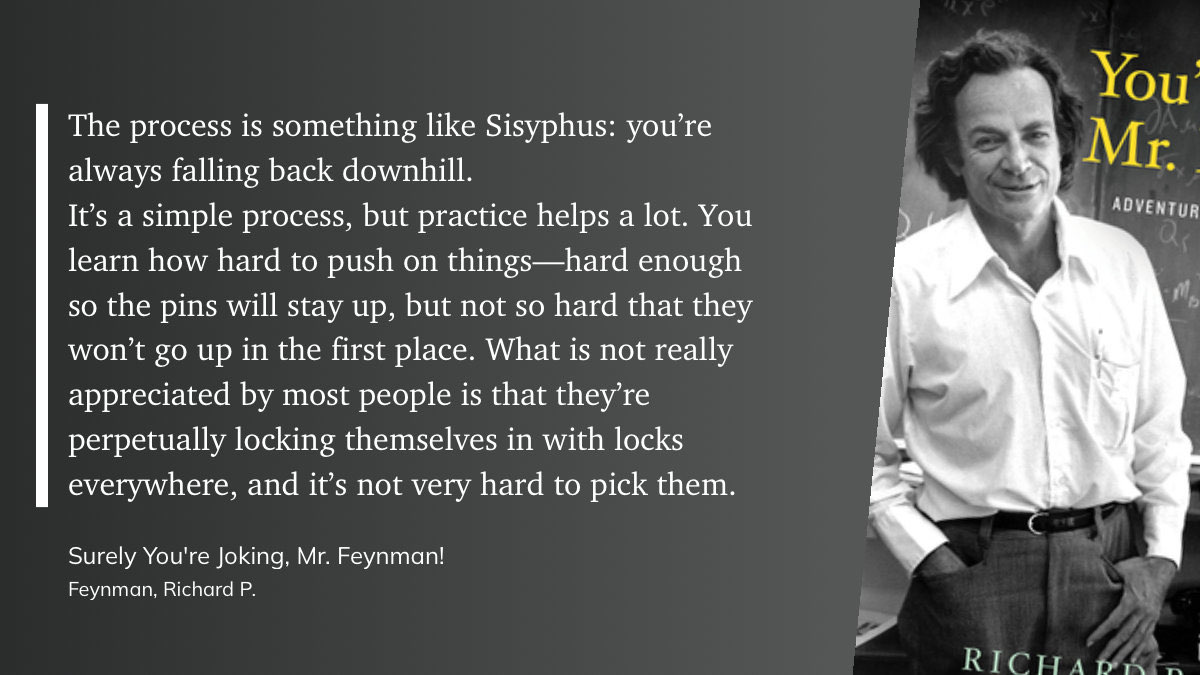 The process is something like Sisyphus: you’re
always falling back downhill.
It’s a simple process, but practice helps a lot. You
learn how hard to push on things—hard enough
so the pins will stay up, but not so hard that they
won’t go up in the first place. What is not really
appreciated by most people is that they’re
perpetually locking themselves in with locks
everywhere, and it’s not very hard to pick them.
Surely You're Joking, Mr. Feynman!
Feynman, Richard P.
You’
Mr.
ADVENTUR
RICHARD P